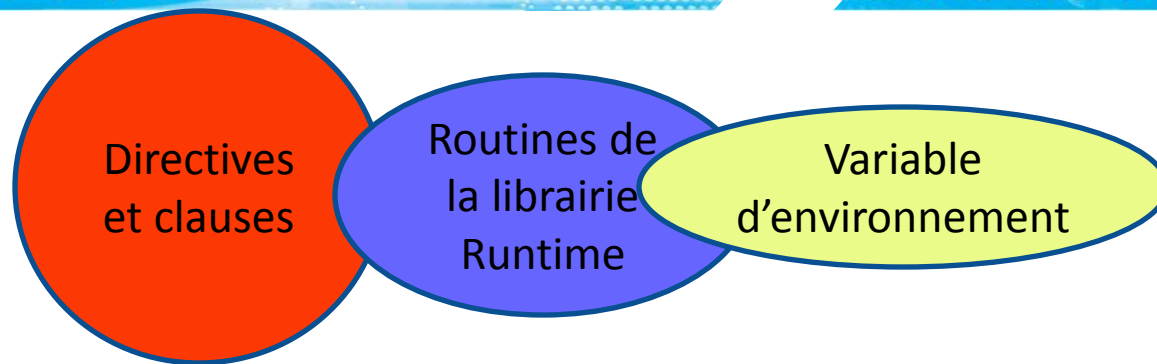 Directives
et clauses
Routines de
la librairie
Runtime
Variable
d’environnement